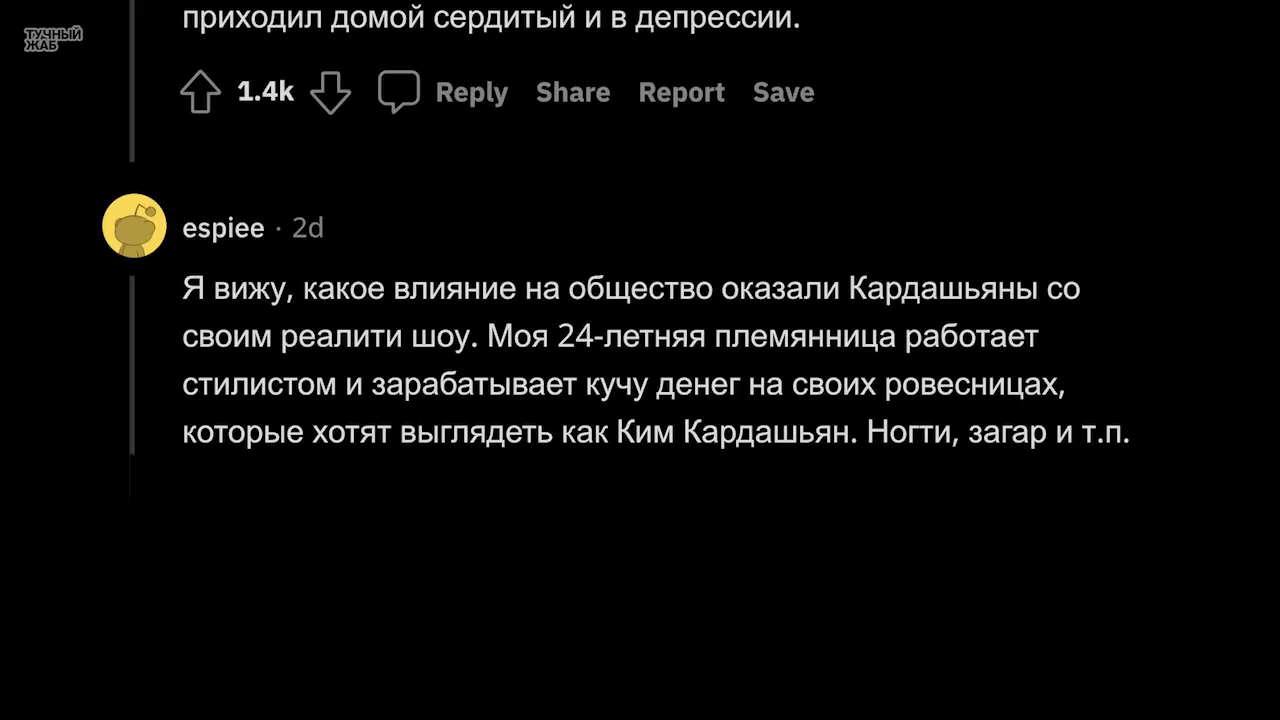 ТУЧНЫЙ
ЖАБ
приходил домой сердитый и в депрессии.
1.4k Reply Share Report Save
espiee · 2d
Я вижу, какое влияние на общество оказали Кардашьяны со
своим реалити шоу. Моя 24-летняя племянница работает
стилистом и зарабатывает кучу денег на своих ровесницах,
которые хотят выглядеть как Ким Кардашьян. Ногти, загар и т.п.